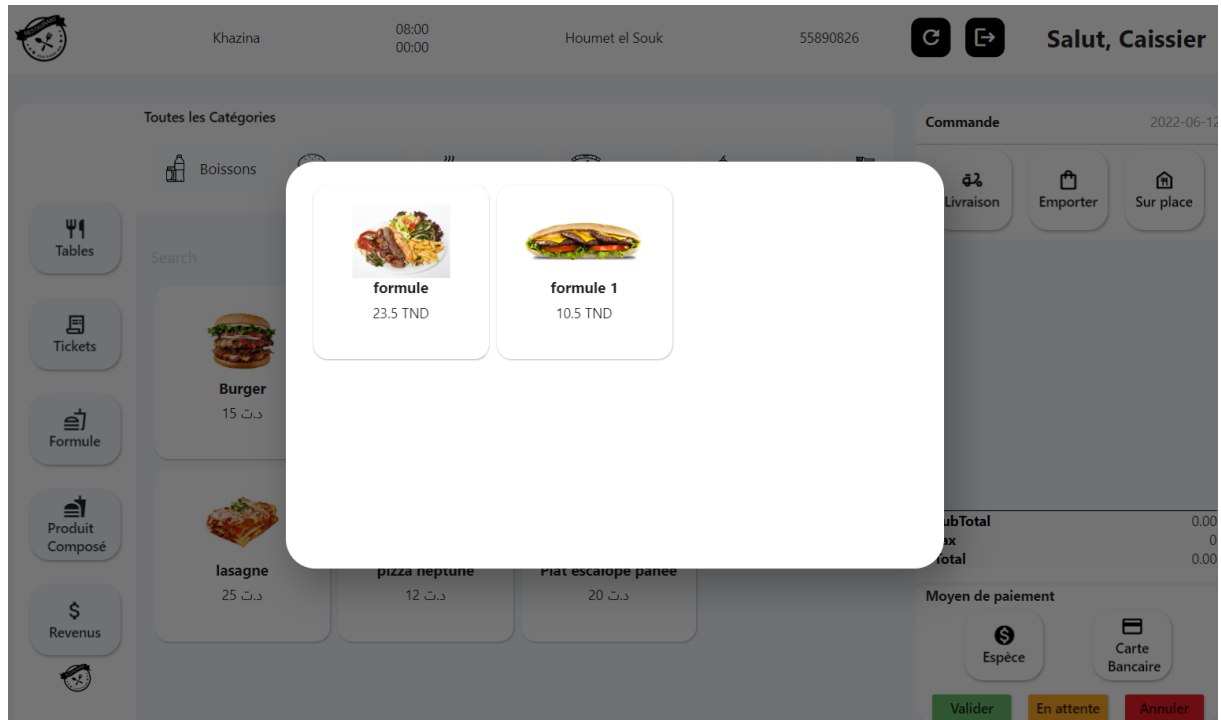 Khazina
08:00
00:00
Houmet el Souk
55890826
Salut, Caissier
Toutes les Catégories
Boissons
Search
Tables
Tickets
Formule
Produit
Composé
Revenus
Burger
15 د.ت
lasagne
25 د.ت
pizza neptune
12 د.ت
Plat escalope panee
20 د.ت
formule
23.5 TND
formule 1
10.5 TND
Commande
2022-06-12
Livraison
Emporter
Sur place
ubTotal
0.00
ax
0
Total
0.00
Moyen de paiement
Espèce
Carte
Bancaire
Valider
En attente
Annuler